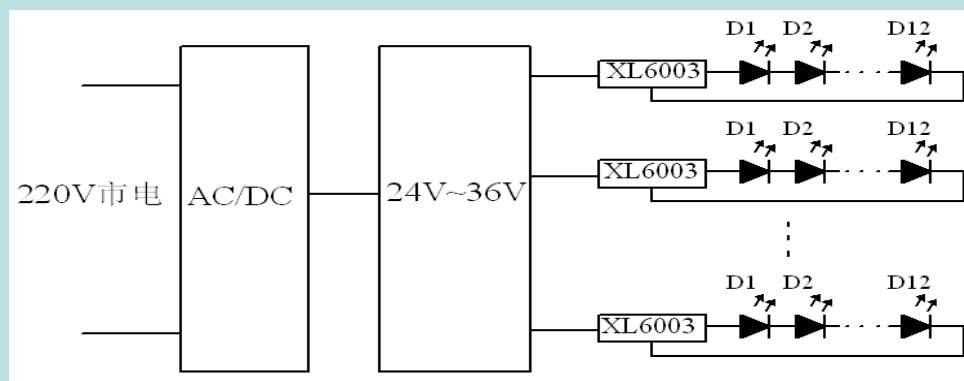 D1 D2 D12
XL6003
D1 D2 D12
XL6003
220V市电 AC/DC 24V~36V
D1 D2 D12
XL6003